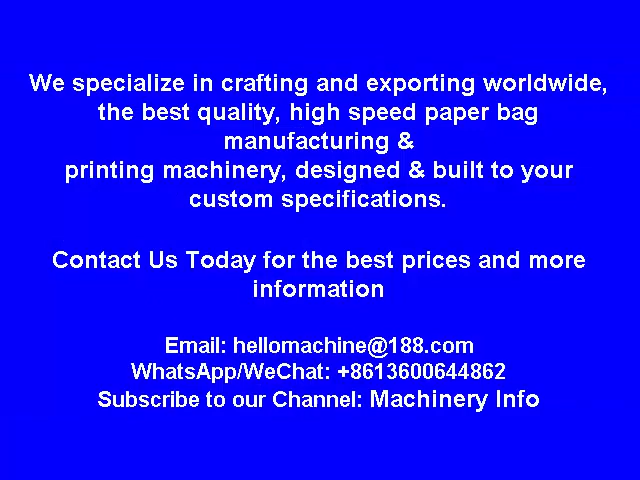 We specialize in crafting and exporting worldwide,
the best quality, high speed paper bag
manufacturing &
printing machinery, designed & built to your
custom specifications.
Contact Us Today for the best prices and more
information
Email: hellomachine@188.com
WhatsApp/WeChat: +8613600644862
Subscribe to our Channel: Machinery Info